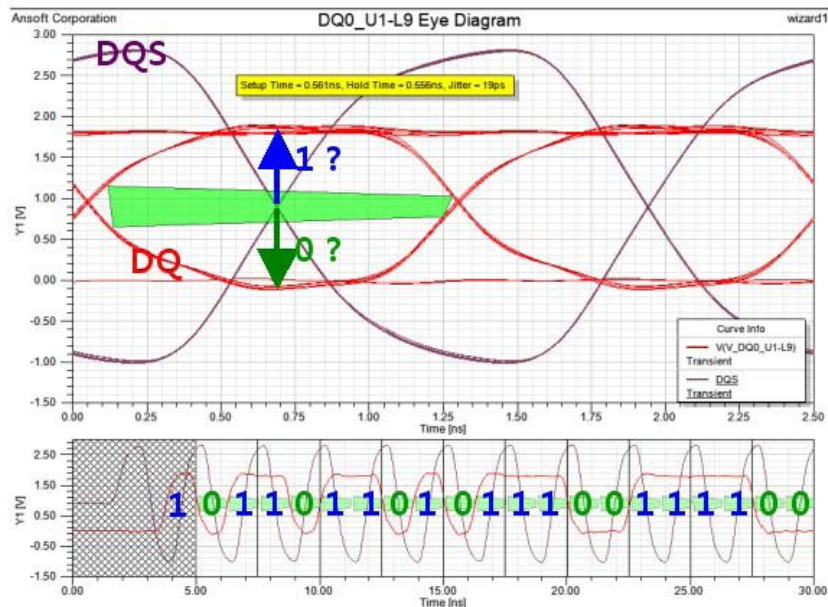 Ansoft Corporation
DQ0_U1-L9 Eye Diagram
wizard1
3.00
2.50
2.00
1.50
1.00
0.50
0.00
-0.50
-1.00
-1.50
Y1 [V]
DQS
Setup Time = 0.561ns, Hold Time = 0.556ns, Jitter = 19ps
1 ?
0 ?
DQ
Curve Info
V(V_DQ0_U1-L9)
Transient
DQS
Transient
0.00 0.25 0.50 0.75 1.00 1.25 1.50 1.75 2.00 2.25 2.50
Time [ns]
2.50
1.50
0.50
-0.50
-1.50
Y1 [V]
1 0 1 1 0 1 1 0 1 0 1 1 1 0 0 1 1 1 1 0 0
0.00 5.00 10.00 15.00 20.00 25.00 30.00
Time [ns]